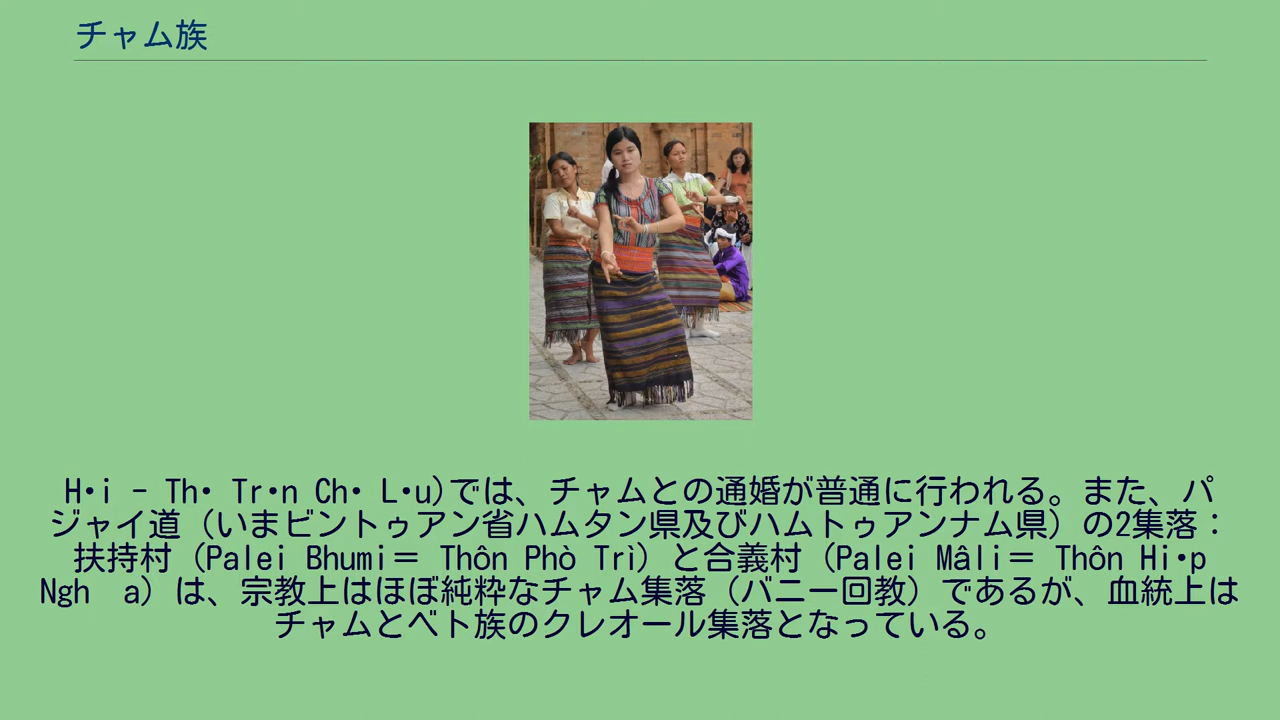 チャム族
H･i - Th･ Tr･n Ch･ L･u)では、チャムとの通婚が普通に行われる。また、パ
ジャイ道（いまビントゥアン省ハムタン県及びハムトゥアンナム県）の2集落：
扶持村（Palei Bhumi＝ Thôn Phò Trì）と合義村（Palei Mâli＝ Thôn Hi･p
Ngh  a）は、宗教上はほぼ純粋なチャム集落（バニー回教）であるが、血統上は
チャムとベト族のクレオール集落となっている。